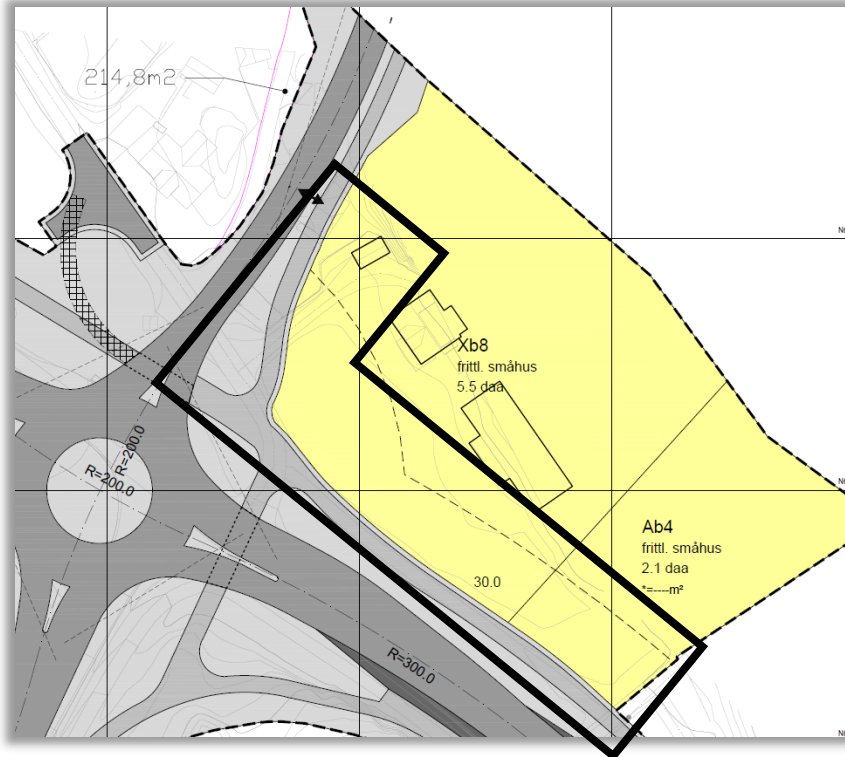 214,8m2
Xb8
frittl. småhus
5.5 daa
R=200.0
R=200.0
Ab4
frittl. småhus
2.1 daa
*=----m²
30.0
R=300.0